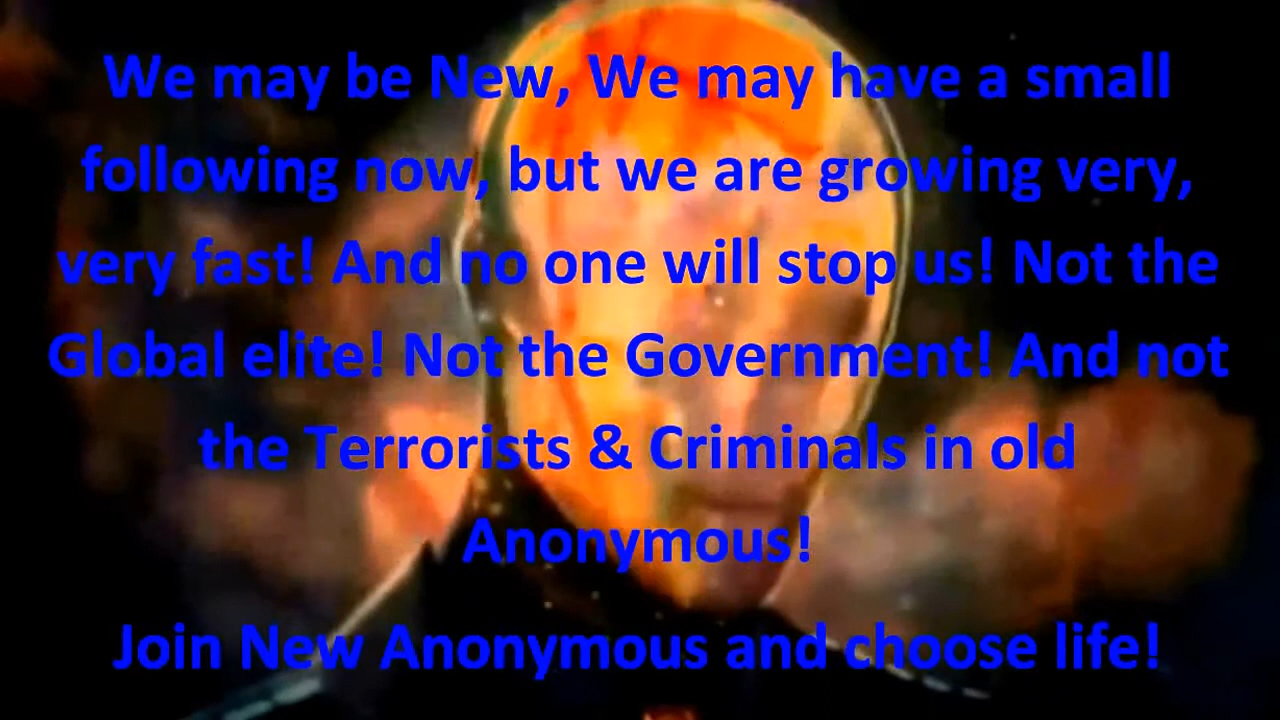 We may be New, We may have a small
following now, but we are growing very,
very fast! And no one will stop us! Not the
Global elite! Not the Government! And not
the Terrorists & Criminals in old
Anonymous!
Join New Anonymous and choose life!